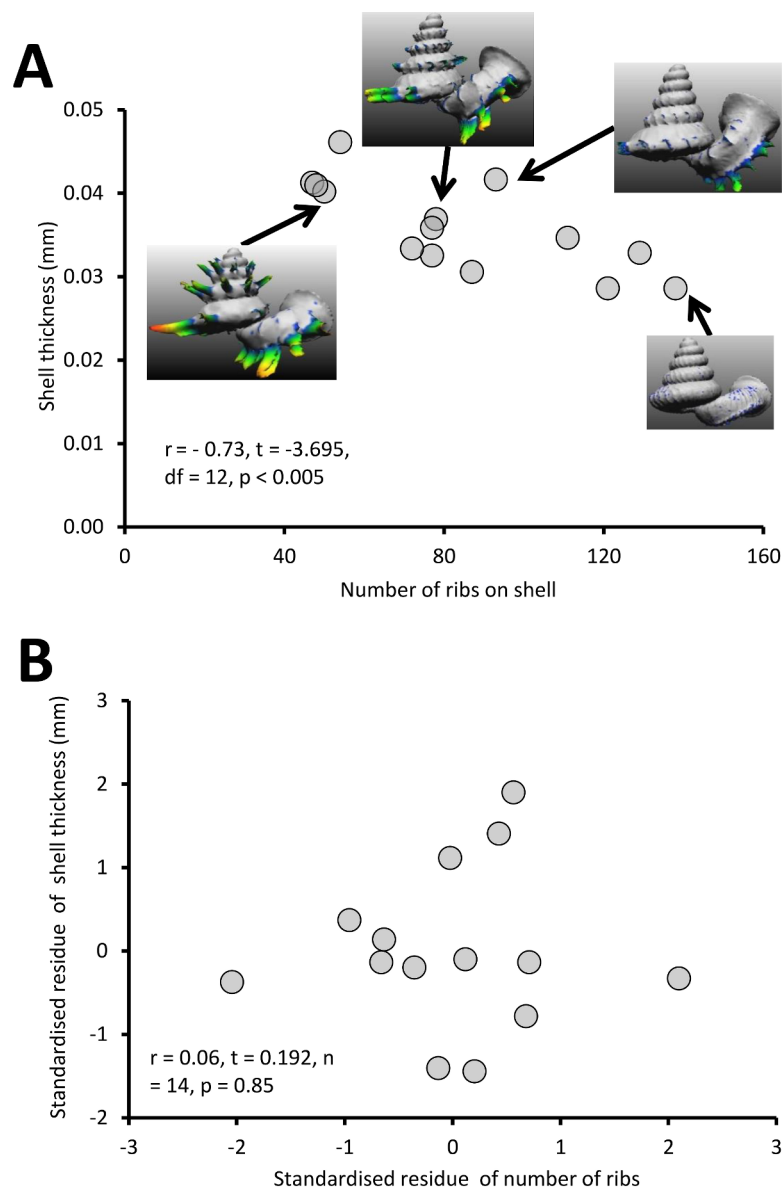 A
0.05
0.04
0.03
0.02
0.01
0.00
Shell thickness (mm)
r = - 0.73, t = -3.695,
df = 12, p < 0.005
0
40
80
120
160
Number of ribs on shell
B
3
2
1
0
-1
-2
Standardised residue of shell thickness (mm)
r = 0.06, t = 0.192, n
= 14, p = 0.85
-3
-2
-1
0
1
2
3
Standardised residue of number of ribs